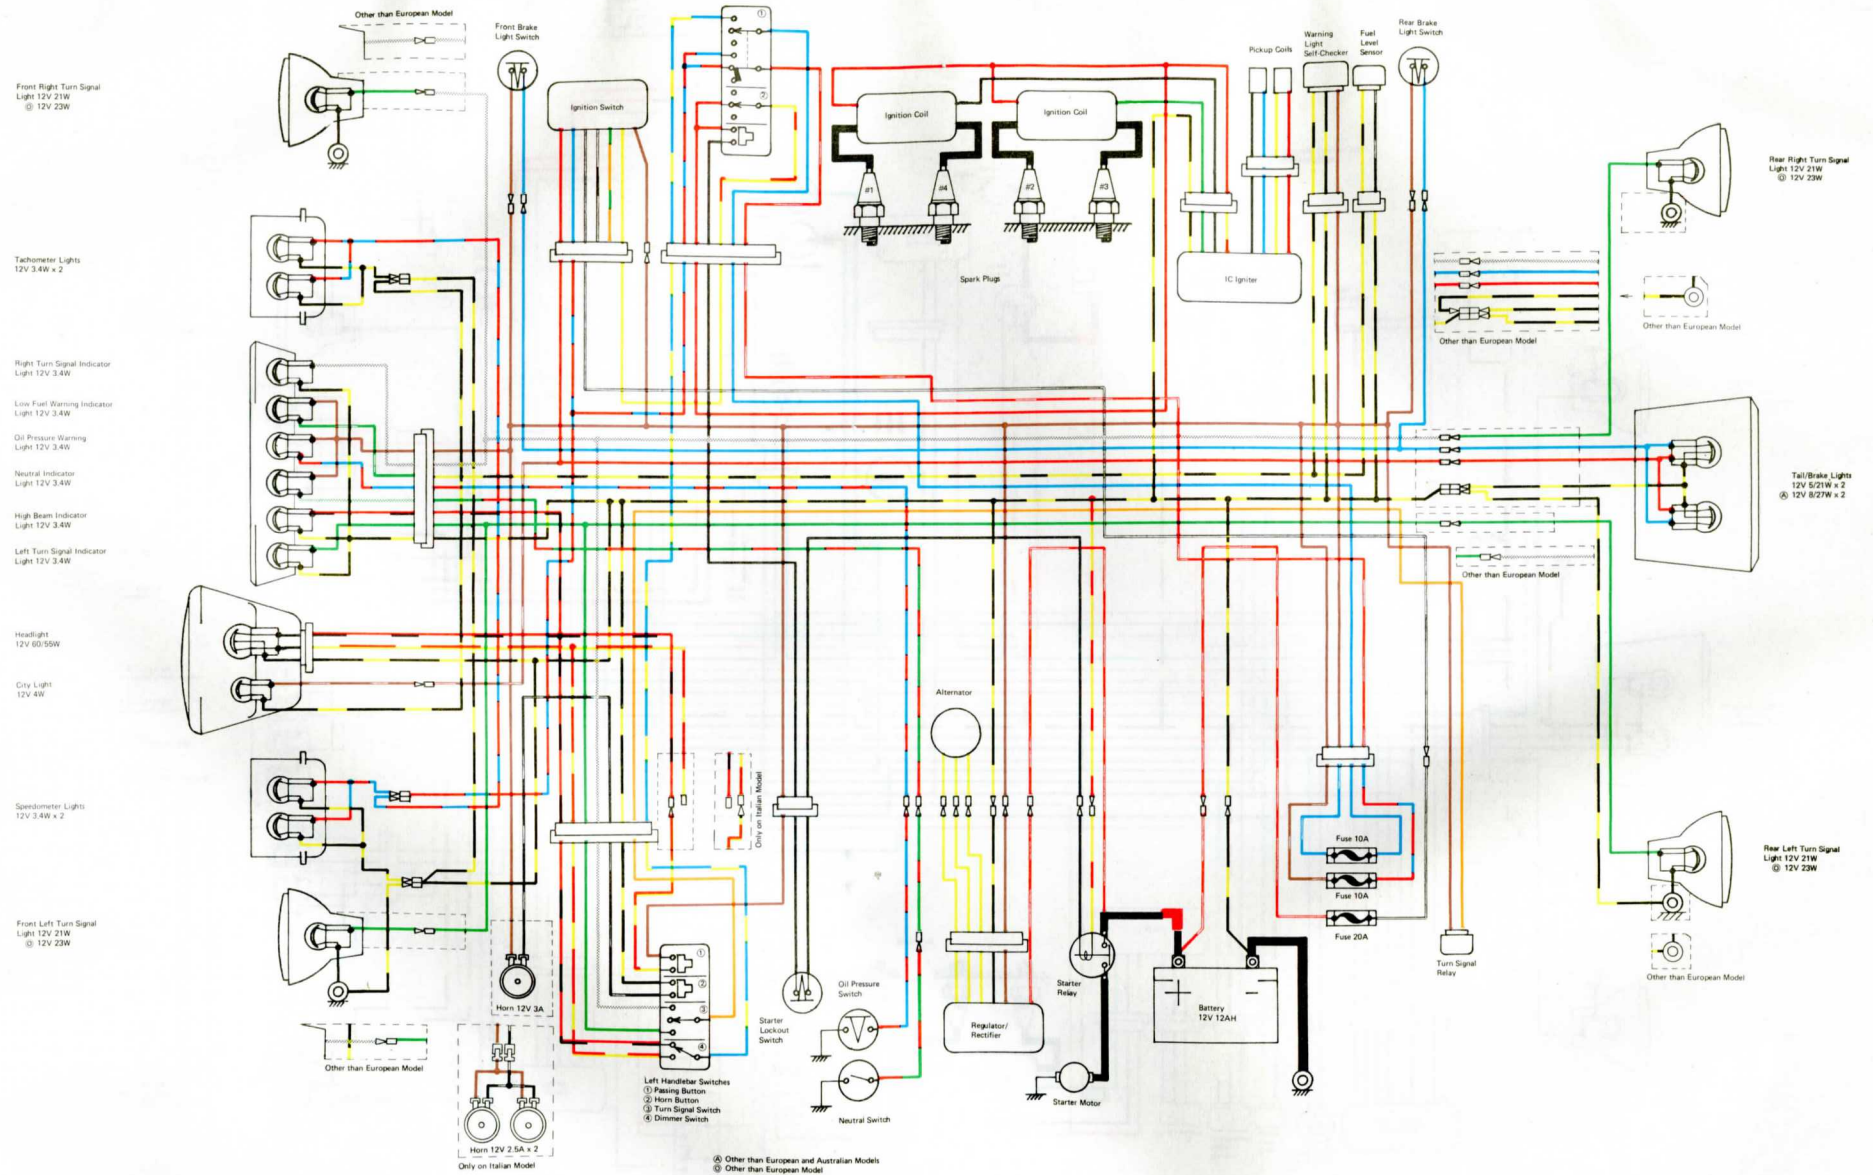 Other than European Model
Front Right Turn Signal
Light 12V 21W
Ⓞ 12V 23W
Front Brake
Light Switch
Ignition Switch
①
②
Ignition Coil
Ignition Coil
#1
#4
#2
#3
Spark Plugs
Pickup Coils
Warning
Light
Self-Checker
Fuel
Level
Sensor
Rear Brake
Light Switch
IC Igniter
Rear Right Turn Signal
Light 12V 21W
Ⓞ 12V 23W
Other than European Model
Other than European Model
Tachometer Lights
12V 3.4W x 2
Right Turn Signal Indicator
Light 12V 3.4W
Low Fuel Warning Indicator
Light 12V 3.4W
Oil Pressure Warning
Light 12V 3.4W
Neutral Indicator
Light 12V 3.4W
High Beam Indicator
Light 12V 3.4W
Left Turn Signal Indicator
Light 12V 3.4W
Tail/Brake Lights
12V 5/21W x 2
Ⓐ 12V 8/27W x 2
Other than European Model
Headlight
12V 60/55W
City Light
12V 4W
Speedometer Lights
12V 3.4W x 2
Front Left Turn Signal
Light 12V 21W
Ⓞ 12V 23W
Other than European Model
Horn 12V 3A
Horn 12V 2.5A x 2
Only on Italian Model
Only on Italian Model
①
②
③
④
Left Handlebar Switches
① Passing Button
② Horn Button
③ Turn Signal Switch
④ Dimmer Switch
Starter
Lockout
Switch
Oil Pressure
Switch
Neutral Switch
Alternator
Regulator/
Rectifier
Starter
Relay
Starter Motor
Battery
12V 12AH
Fuse 10A
Fuse 10A
Fuse 20A
Turn Signal
Relay
Rear Left Turn Signal
Light 12V 21W
Ⓞ 12V 23W
Other than European Model
Ⓐ Other than European and Australian Models
Ⓞ Other than European Model